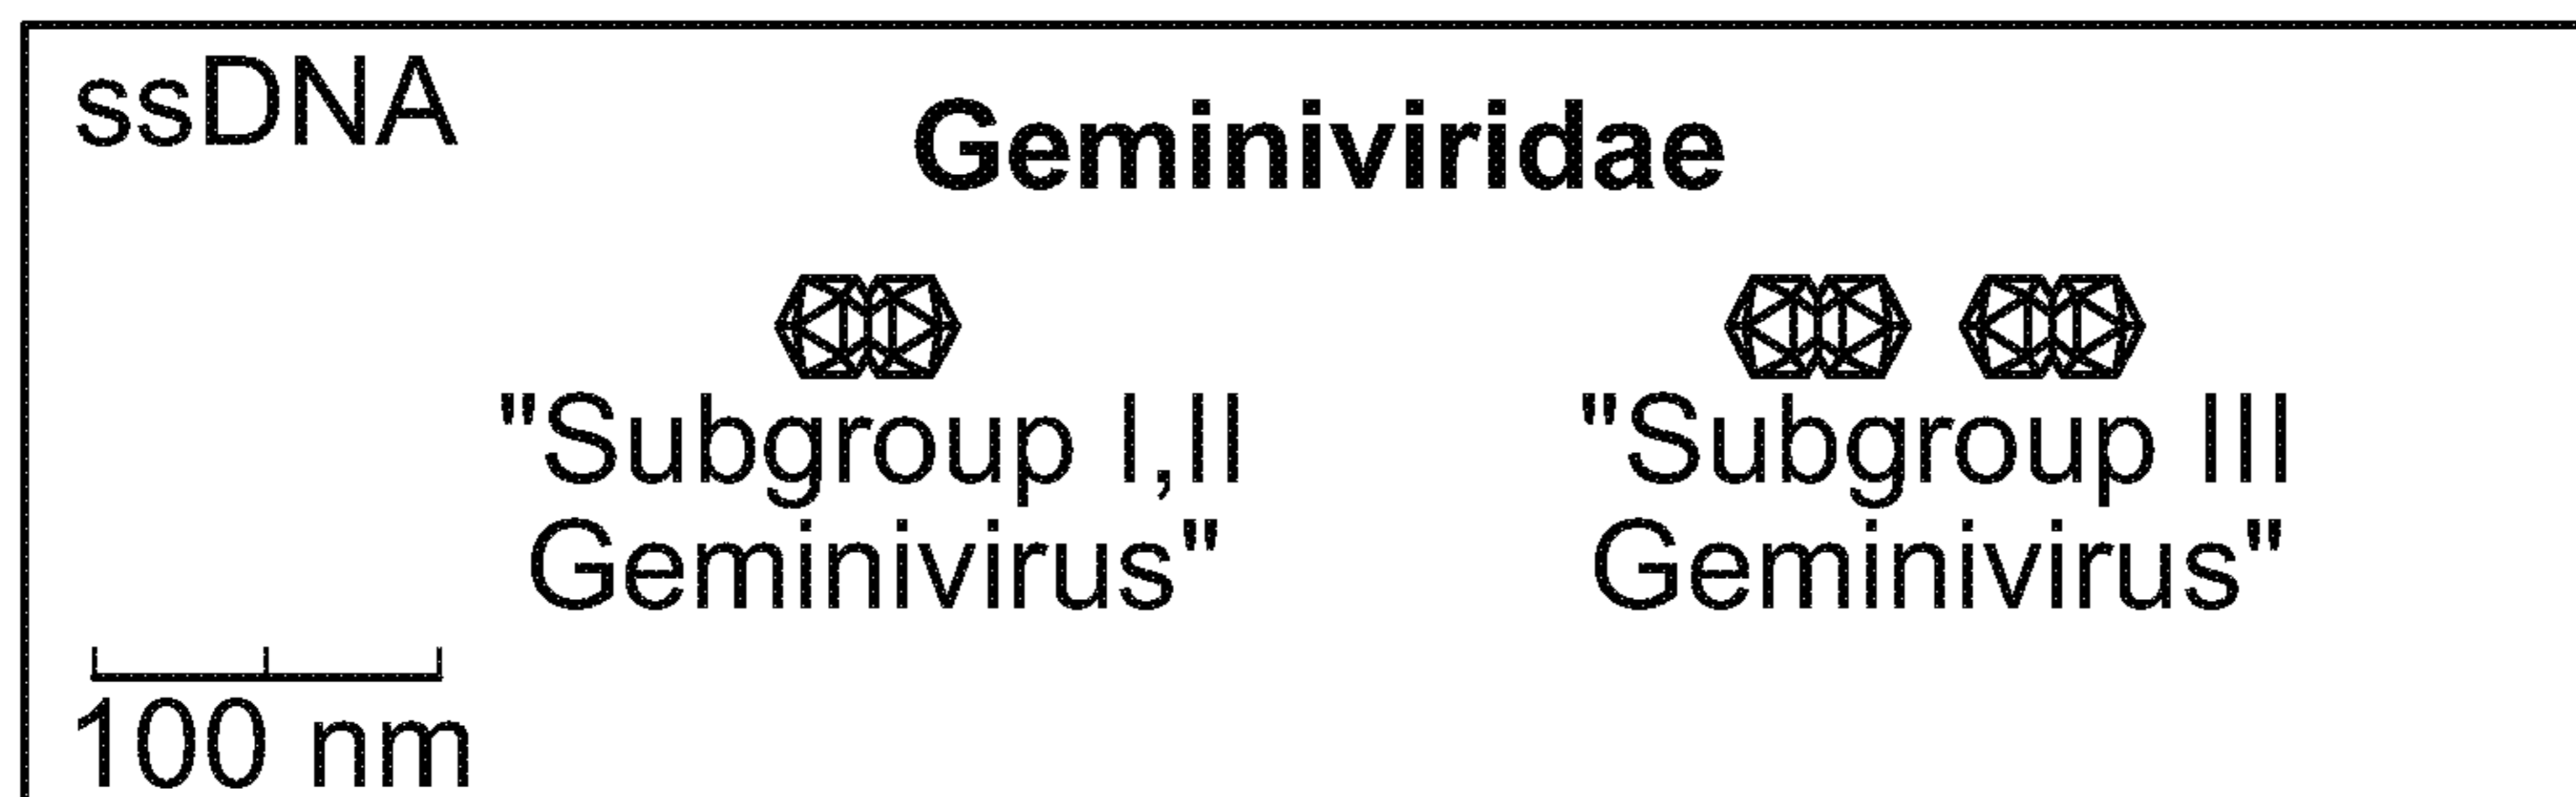 ssDNA
Geminiviridae
"Subgroup I,II
Geminivirus"
"Subgroup III
Geminivirus"
100 nm